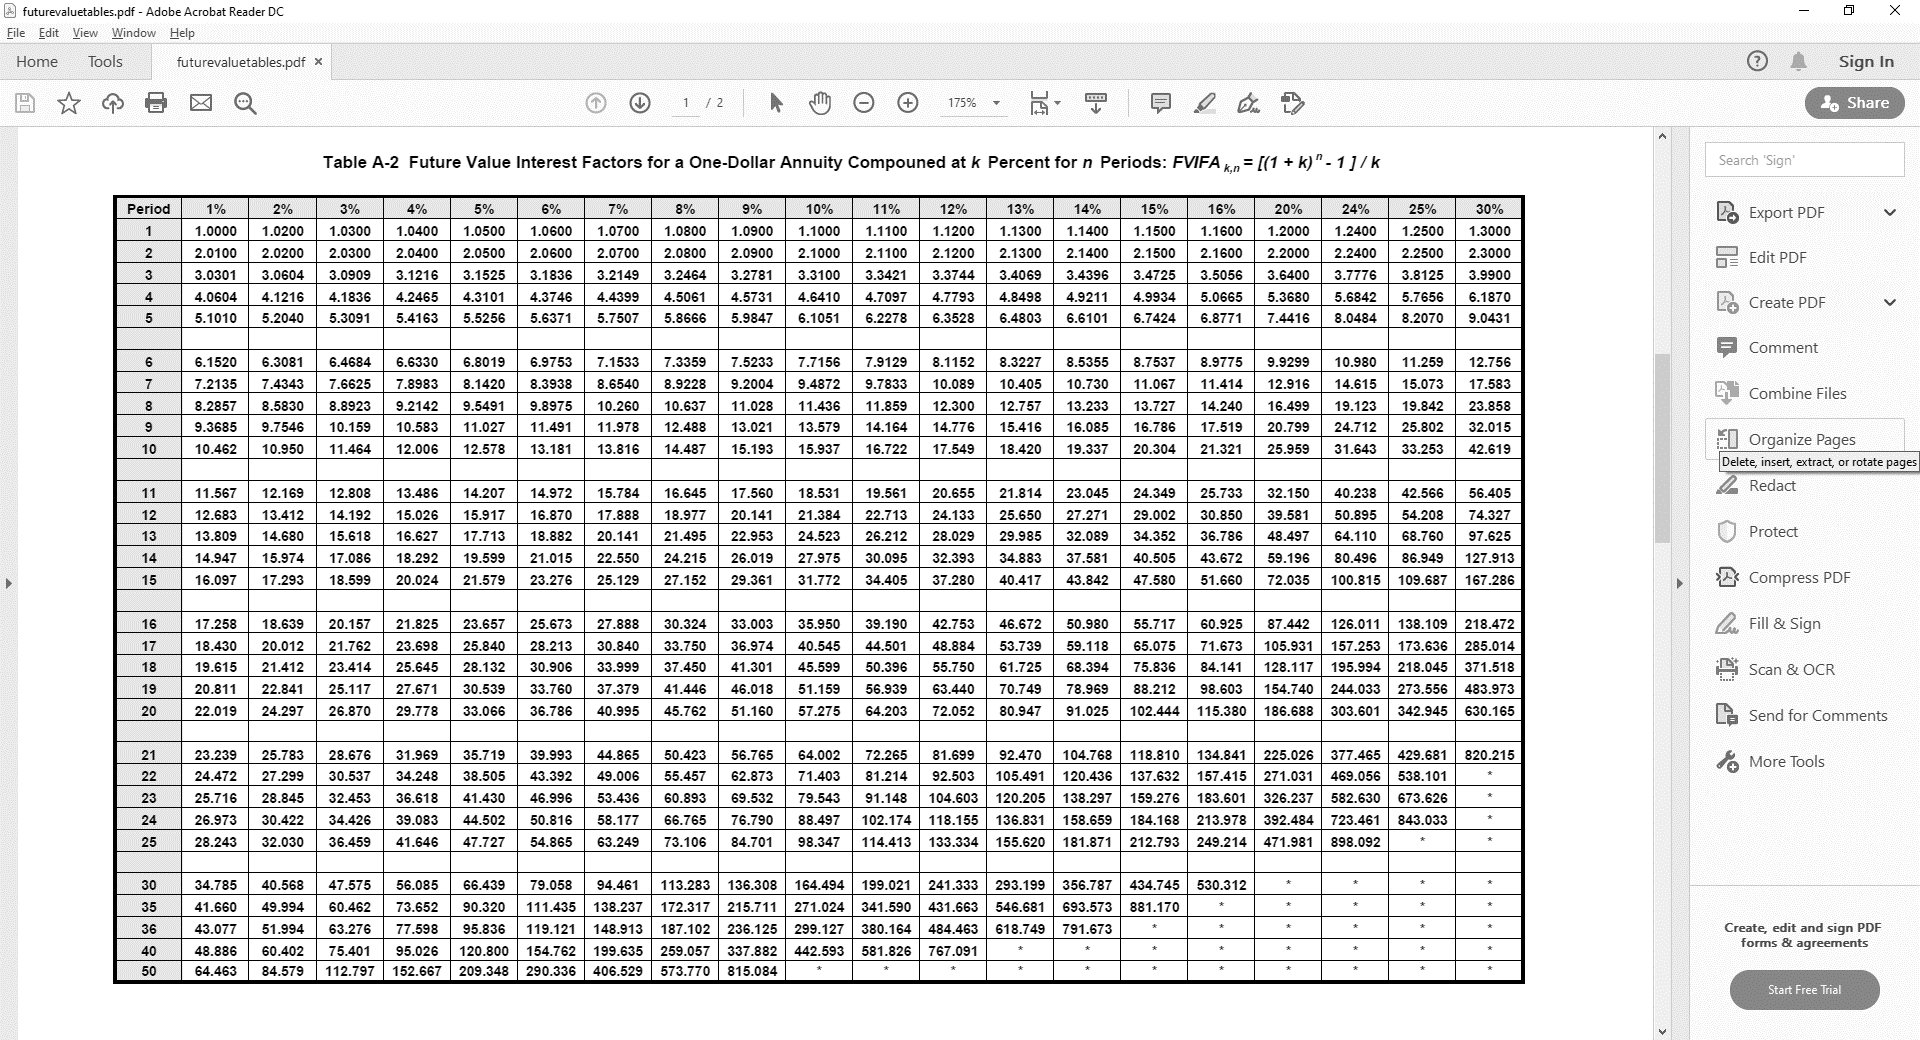 futurevaluetables.pdf - Adobe Acrobat Reader DC
File Edit View Window Help
Home Tools futurevaluetables.pdf × Sign In
1 / 2 175% Share
Table A-2 Future Value Interest Factors for a One-Dollar Annuity Compouned at k Percent for n Periods: FVIFA k,n = [(1 + k) n - 1 ] / k
Period 1% 2% 3% 4% 5% 6% 7% 8% 9% 10% 11% 12% 13% 14% 15% 16% 20% 24% 25% 30%
1 1.0000 1.0200 1.0300 1.0400 1.0500 1.0600 1.0700 1.0800 1.0900 1.1000 1.1100 1.1200 1.1300 1.1400 1.1500 1.1600 1.2000 1.2400 1.2500 1.3000
2 2.0100 2.0200 2.0300 2.0400 2.0500 2.0600 2.0700 2.0800 2.0900 2.1000 2.1100 2.1200 2.1300 2.1400 2.1500 2.1600 2.2000 2.2400 2.2500 2.3000
3 3.0301 3.0604 3.0909 3.1216 3.1525 3.1836 3.2149 3.2464 3.2781 3.3100 3.3421 3.3744 3.4069 3.4396 3.4725 3.5056 3.6400 3.7776 3.8125 3.9900
4 4.0604 4.1216 4.1836 4.2465 4.3101 4.3746 4.4399 4.5061 4.5731 4.6410 4.7097 4.7793 4.8498 4.9211 4.9934 5.0665 5.3680 5.6842 5.7656 6.1870
5 5.1010 5.2040 5.3091 5.4163 5.5256 5.6371 5.7507 5.8666 5.9847 6.1051 6.2278 6.3528 6.4803 6.6101 6.7424 6.8771 7.4416 8.0484 8.2070 9.0431
6 6.1520 6.3081 6.4684 6.6330 6.8019 6.9753 7.1533 7.3359 7.5233 7.7156 7.9129 8.1152 8.3227 8.5355 8.7537 8.9775 9.9299 10.980 11.259 12.756
7 7.2135 7.4343 7.6625 7.8983 8.1420 8.3938 8.6540 8.9228 9.2004 9.4872 9.7833 10.089 10.405 10.730 11.067 11.414 12.916 14.615 15.073 17.583
8 8.2857 8.5830 8.8923 9.2142 9.5491 9.8975 10.260 10.637 11.028 11.436 11.859 12.300 12.757 13.233 13.727 14.240 16.499 19.123 19.842 23.858
9 9.3685 9.7546 10.159 10.583 11.027 11.491 11.978 12.488 13.021 13.579 14.164 14.776 15.416 16.085 16.786 17.519 20.799 24.712 25.802 32.015
10 10.462 10.950 11.464 12.006 12.578 13.181 13.816 14.487 15.193 15.937 16.722 17.549 18.420 19.337 20.304 21.321 25.959 31.643 33.253 42.619
11 11.567 12.169 12.808 13.486 14.207 14.972 15.784 16.645 17.560 18.531 19.561 20.655 21.814 23.045 24.349 25.733 32.150 40.238 42.566 56.405
12 12.683 13.412 14.192 15.026 15.917 16.870 17.888 18.977 20.141 21.384 22.713 24.133 25.650 27.271 29.002 30.850 39.581 50.895 54.208 74.327
13 13.809 14.680 15.618 16.627 17.713 18.882 20.141 21.495 22.953 24.523 26.212 28.029 29.985 32.089 34.352 36.786 48.497 64.110 68.760 97.625
14 14.947 15.974 17.086 18.292 19.599 21.015 22.550 24.215 26.019 27.975 30.095 32.393 34.883 37.581 40.505 43.672 59.196 80.496 86.949 127.913
15 16.097 17.293 18.599 20.024 21.579 23.276 25.129 27.152 29.361 31.772 34.405 37.280 40.417 43.842 47.580 51.660 72.035 100.815 109.687 167.286
16 17.258 18.639 20.157 21.825 23.657 25.673 27.888 30.324 33.003 35.950 39.190 42.753 46.672 50.980 55.717 60.925 87.442 126.011 138.109 218.472
17 18.430 20.012 21.762 23.698 25.840 28.213 30.840 33.750 36.974 40.545 44.501 48.884 53.739 59.118 65.075 71.673 105.931 157.253 173.636 285.014
18 19.615 21.412 23.414 25.645 28.132 30.906 33.999 37.450 41.301 45.599 50.396 55.750 61.725 68.394 75.836 84.141 128.117 195.994 218.045 371.518
19 20.811 22.841 25.117 27.671 30.539 33.760 37.379 41.446 46.018 51.159 56.939 63.440 70.749 78.969 88.212 98.603 154.740 244.033 273.556 483.973
20 22.019 24.297 26.870 29.778 33.066 36.786 40.995 45.762 51.160 57.275 64.203 72.052 80.947 91.025 102.444 115.380 186.688 303.601 342.945 630.165
21 23.239 25.783 28.676 31.969 35.719 39.993 44.865 50.423 56.765 64.002 72.265 81.699 92.470 104.768 118.810 134.841 225.026 377.465 429.681 820.215
22 24.472 27.299 30.537 34.248 38.505 43.392 49.006 55.457 62.873 71.403 81.214 92.503 105.491 120.436 137.632 157.415 271.031 469.056 538.101 *
23 25.716 28.845 32.453 36.618 41.430 46.996 53.436 60.893 69.532 79.543 91.148 104.603 120.205 138.297 159.276 183.601 326.237 582.630 673.626 *
24 26.973 30.422 34.426 39.083 44.502 50.816 58.177 66.765 76.790 88.497 102.174 118.155 136.831 158.659 184.168 213.978 392.484 723.461 843.033 *
25 28.243 32.030 36.459 41.646 47.727 54.865 63.249 73.106 84.701 98.347 114.413 133.334 155.620 181.871 212.793 249.214 471.981 898.092 * *
30 34.785 40.568 47.575 56.085 66.439 79.058 94.461 113.283 136.308 164.494 199.021 241.333 293.199 356.787 434.745 530.312 * * * *
35 41.660 49.994 60.462 73.652 90.320 111.435 138.237 172.317 215.711 271.024 341.590 431.663 546.681 693.573 881.170 * * * * *
36 43.077 51.994 63.276 77.598 95.836 119.121 148.913 187.102 236.125 299.127 380.164 484.463 618.749 791.673 * * * * * *
40 48.886 60.402 75.401 95.026 120.800 154.762 199.635 259.057 337.882 442.593 581.826 767.091 * * * * * * * *
50 64.463 84.579 112.797 152.667 209.348 290.336 406.529 573.770 815.084 * * * * * * * * * * *
Search 'Sign'
Export PDF
Edit PDF
Create PDF
Comment
Combine Files
Organize Pages
Delete, insert, extract, or rotate pages
Redact
Protect
Compress PDF
Fill & Sign
Scan & OCR
Send for Comments
More Tools
Create, edit and sign PDF
forms & agreements
Start Free Trial